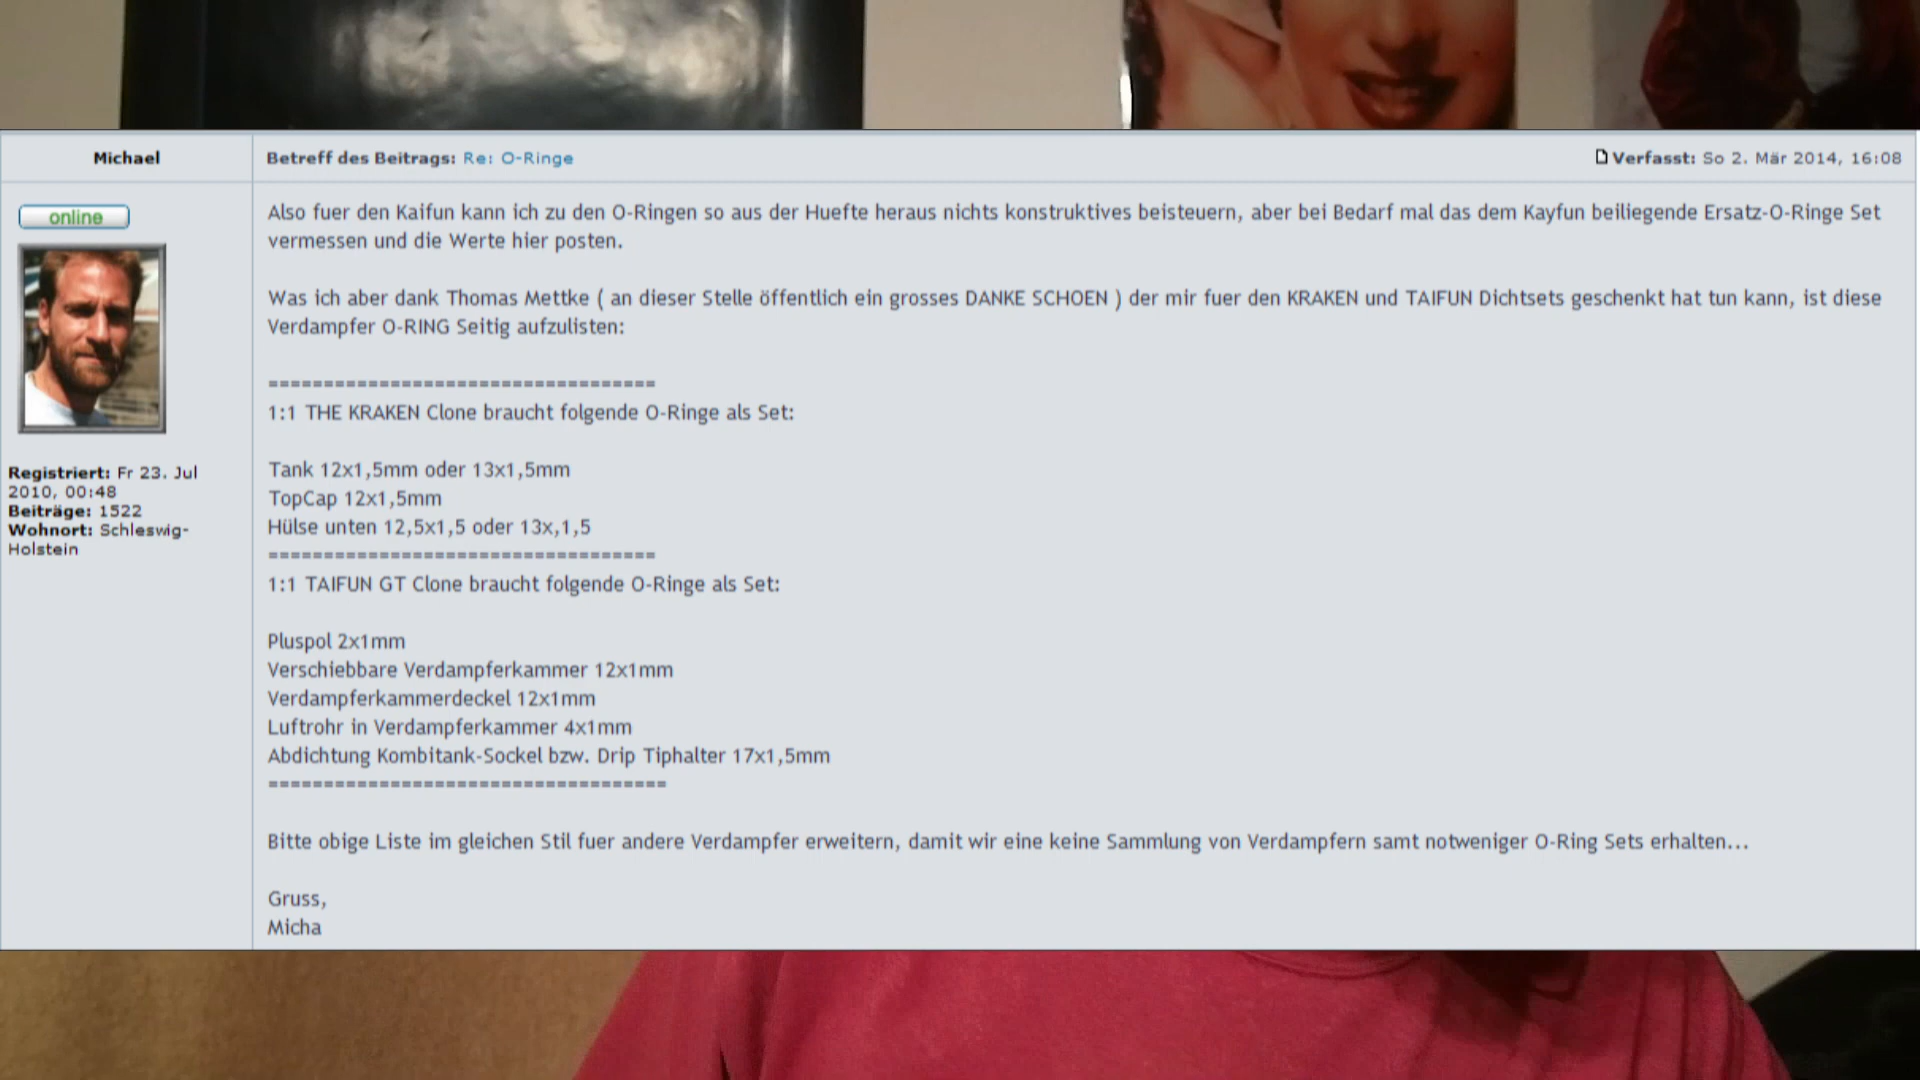 Michael
Betreff des Beitrags: Re: O-Ringe
Verfasst: So 2. Mär 2014, 16:08
online
Registriert: Fr 23. Jul
2010, 00:48
Beiträge: 1522
Wohnort: Schleswig-
Holstein
Also fuer den Kaifun kann ich zu den O-Ringen so aus der Huefte heraus nichts konstruktives beisteuern, aber bei Bedarf mal das dem Kayfun beiliegende Ersatz-O-Ringe Set
vermessen und die Werte hier posten.
Was ich aber dank Thomas Mettke ( an dieser Stelle öffentlich ein grosses DANKE SCHOEN ) der mir fuer den KRAKEN und TAIFUN Dichtsets geschenkt hat tun kann, ist diese
Verdampfer O-RING Seitig aufzulisten:
===================================
1:1 THE KRAKEN Clone braucht folgende O-Ringe als Set:
Tank 12x1,5mm oder 13x1,5mm
TopCap 12x1,5mm
Hülse unten 12,5x1,5 oder 13x,1,5
===================================
1:1 TAIFUN GT Clone braucht folgende O-Ringe als Set:
Pluspol 2x1mm
Verschiebbare Verdampferkammer 12x1mm
Verdampferkammerdeckel 12x1mm
Luftrohr in Verdampferkammer 4x1mm
Abdichtung Kombitank-Sockel bzw. Drip Tiphalter 17x1,5mm
====================================
Bitte obige Liste im gleichen Stil fuer andere Verdampfer erweitern, damit wir eine keine Sammlung von Verdampfern samt notweniger O-Ring Sets erhalten...
Gruss,
Micha